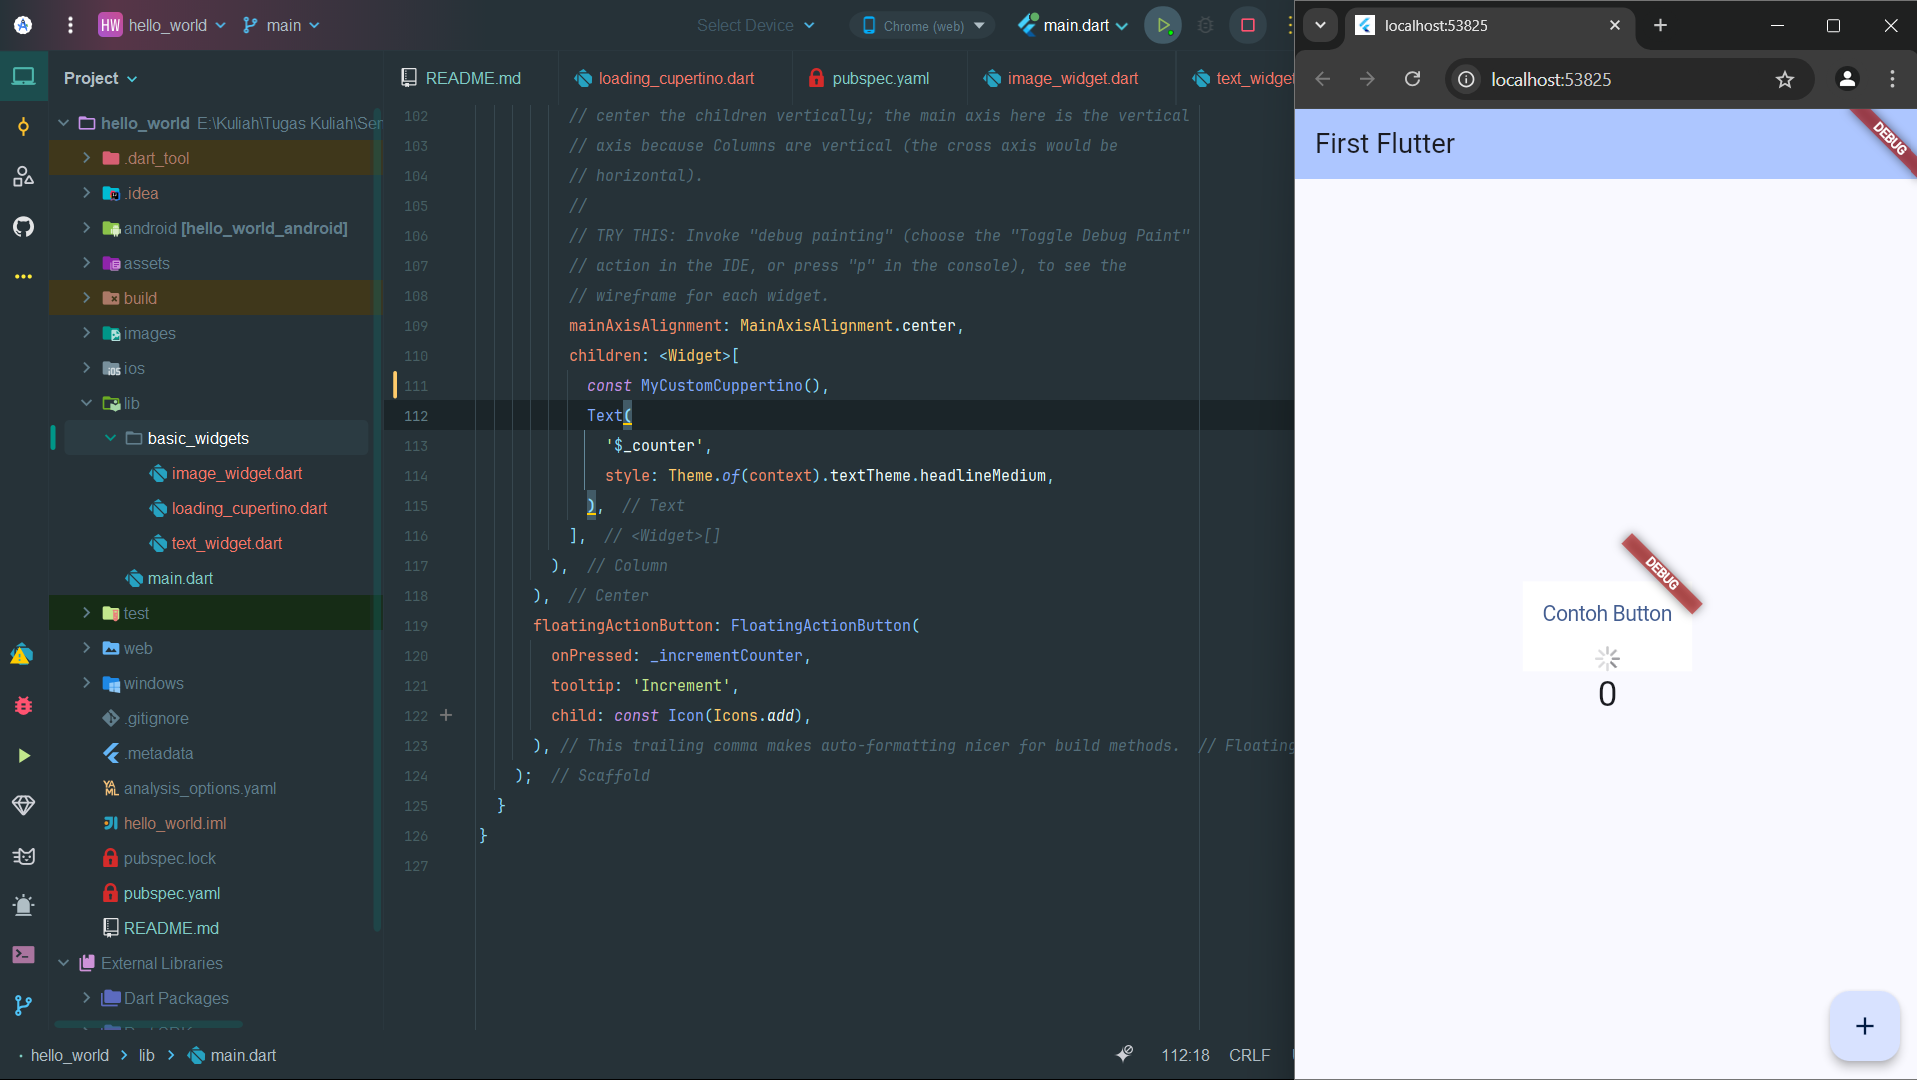 HW hello_world
main
Select Device
Chrome (web)
main.dart
Project
README.md
loading_cupertino.dart
pubspec.yaml
image_widget.dart
text_widget
hello_world E:\Kuliah\Tugas Kuliah\Ser
.dart_tool
.idea
android [hello_world_android]
assets
build
images
ios
lib
basic_widgets
image_widget.dart
loading_cupertino.dart
text_widget.dart
main.dart
test
web
windows
.gitignore
.metadata
analysis_options.yaml
hello_world.iml
pubspec.lock
pubspec.yaml
README.md
External Libraries
Dart Packages
102 // center the children vertically; the main axis here is the vertical
103 // axis because Columns are vertical (the cross axis would be
104 // horizontal).
105 //
106 // TRY THIS: Invoke "debug painting" (choose the "Toggle Debug Paint"
107 // action in the IDE, or press "p" in the console), to see the
108 // wireframe for each widget.
109 mainAxisAlignment: MainAxisAlignment.center,
110 children: <Widget>[
111 const MyCustomCuppertino(),
112 Text(
113 '$_counter',
114 style: Theme.of(context).textTheme.headlineMedium,
115 ), // Text
116 ], // <Widget>[]
117 ), // Column
118 ), // Center
119 floatingActionButton: FloatingActionButton(
120 onPressed: _incrementCounter,
121 tooltip: 'Increment',
122 child: const Icon(Icons.add),
123 ), // This trailing comma makes auto-formatting nicer for build methods. // Floating
124 ); // Scaffold
125 }
126 }
127
hello_world > lib > main.dart
112:18 CRLF
localhost:53825
localhost:53825
First Flutter
DEBUG
DEBUG
Contoh Button
0
+